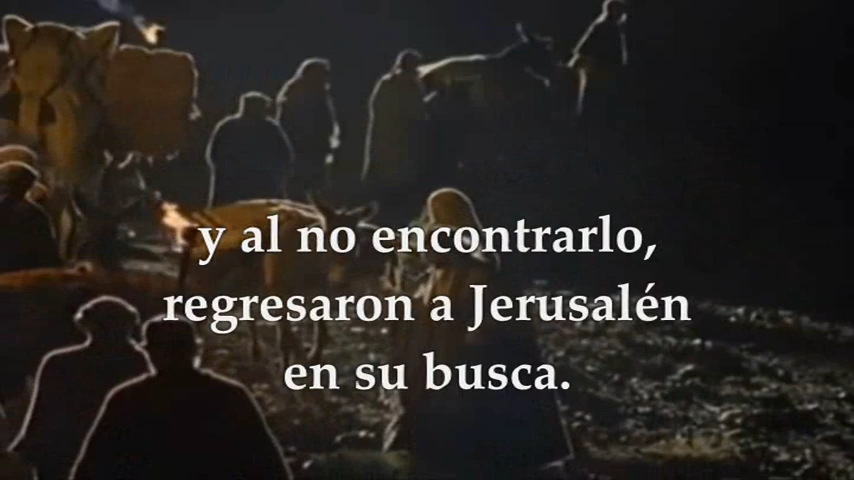 y al no encontrarlo,
regresaron a Jerusalén
en su busca.